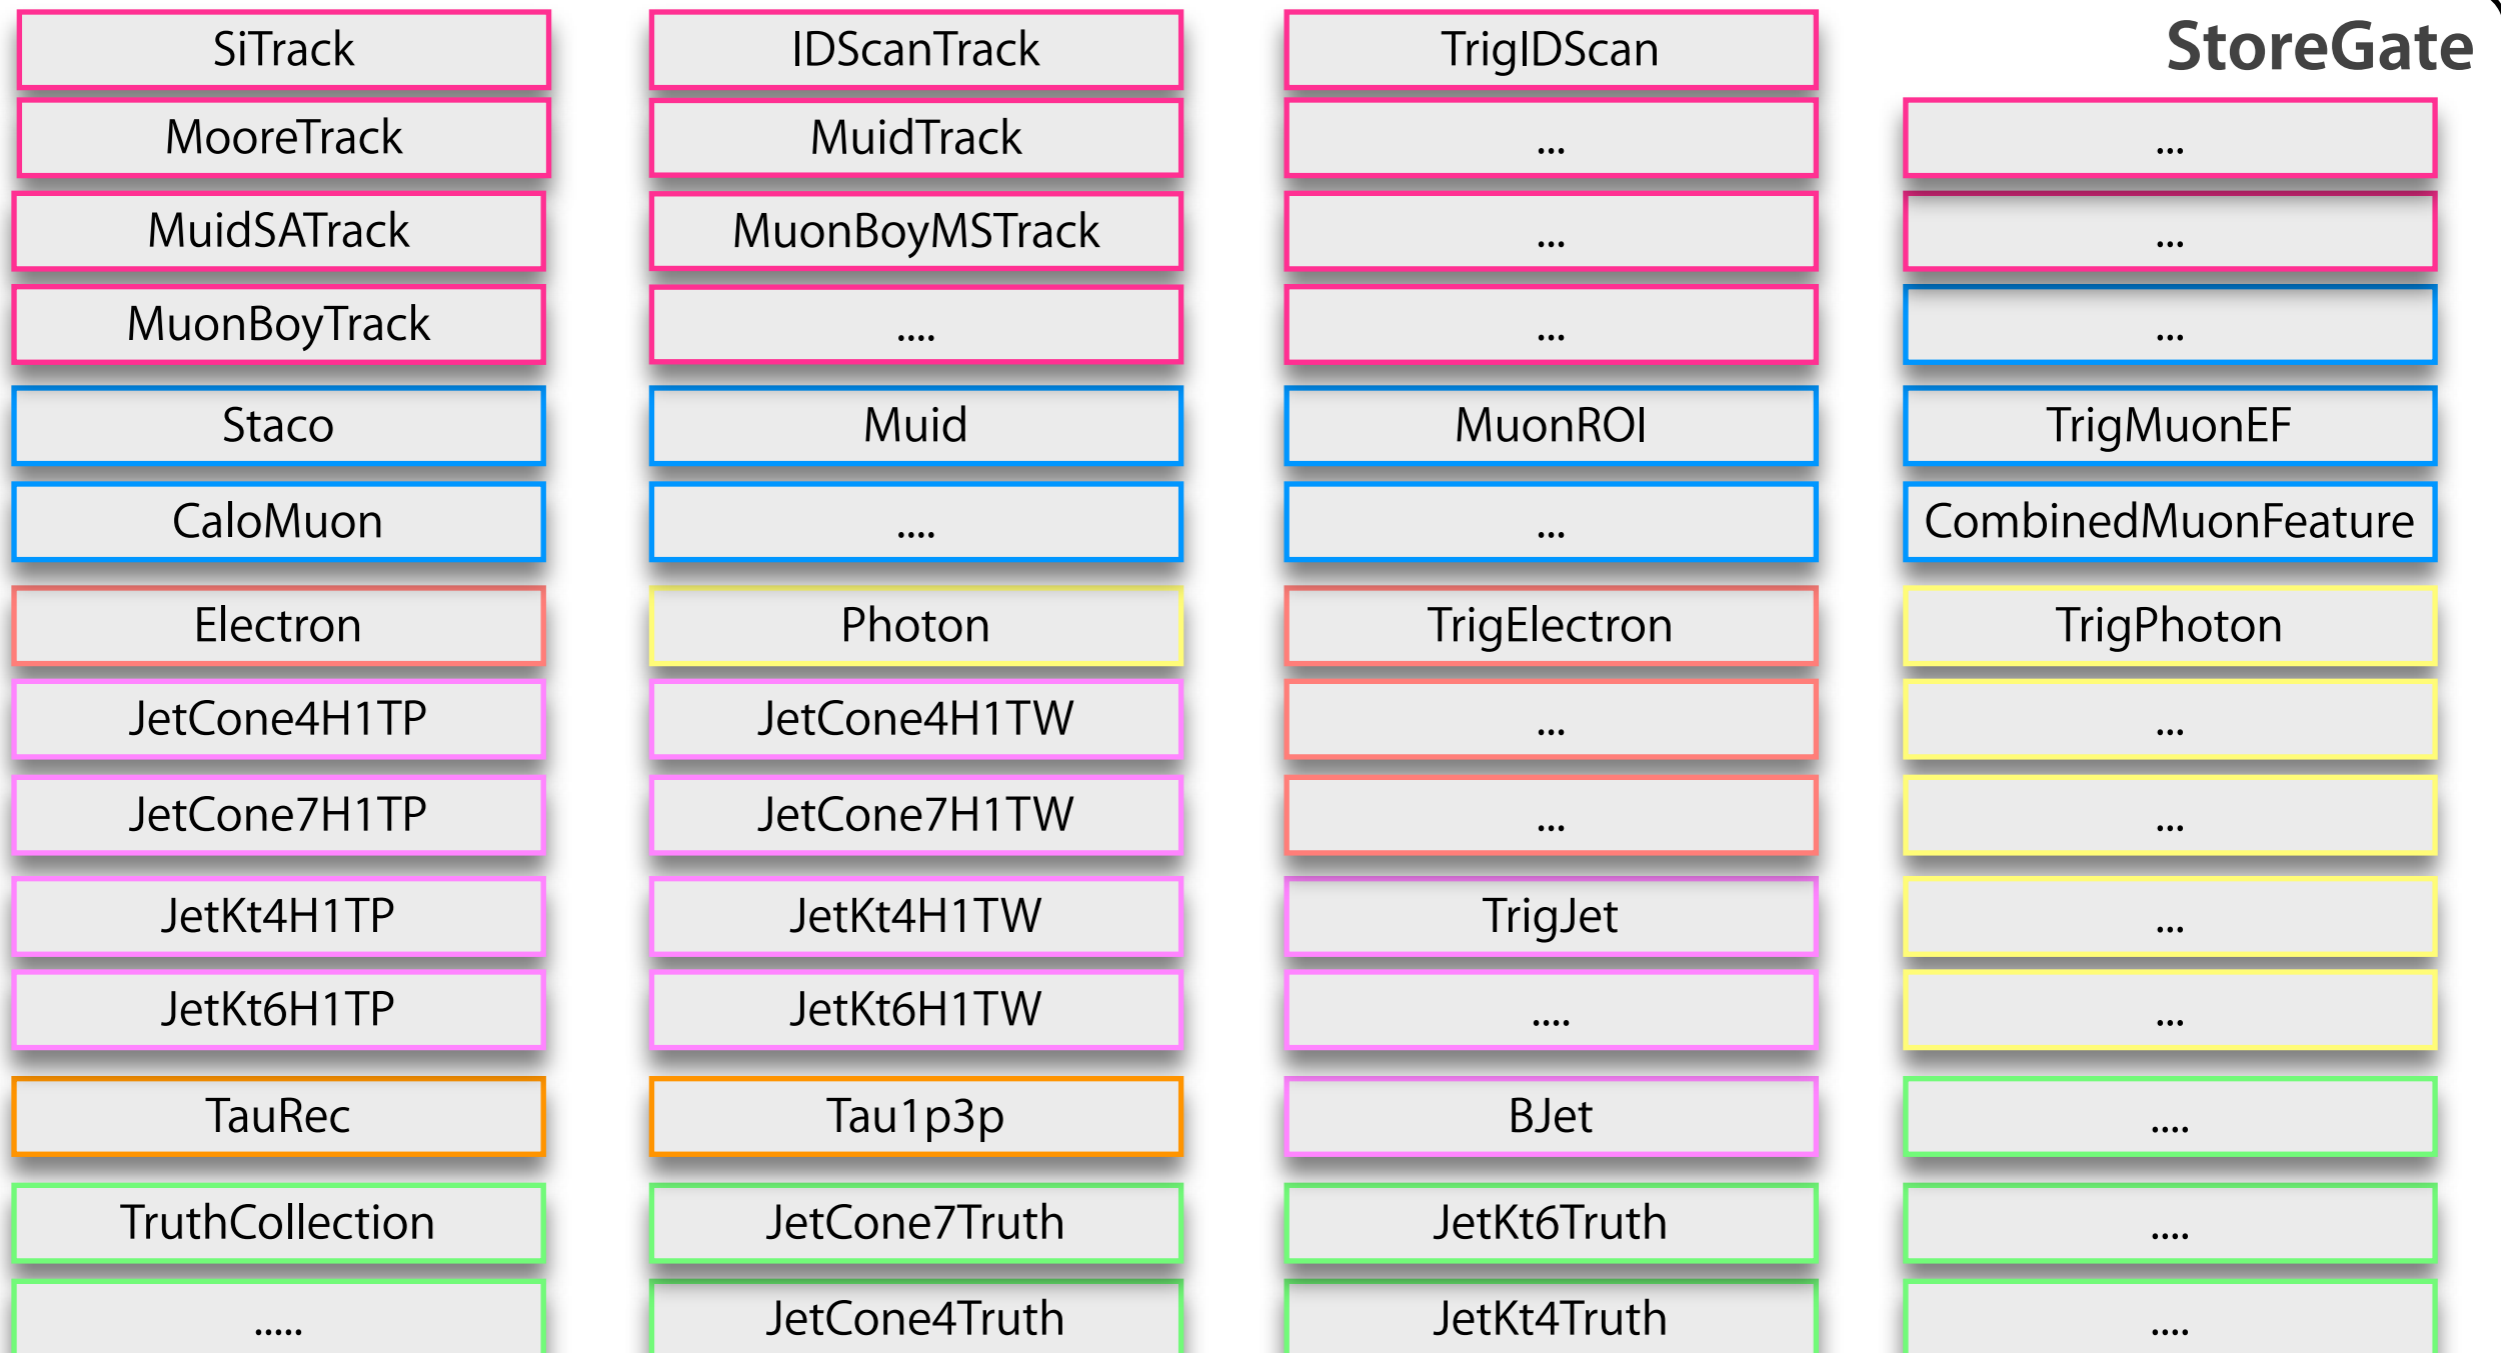 SiTrack IDScanTrack TrigIDScan StoreGate
MooreTrack MuidTrack ... ...
MuidSATrack MuonBoyMSTrack ... ...
MuonBoyTrack .... ... ...
Staco Muid MuonROI TrigMuonEF
CaloMuon .... ... CombinedMuonFeature
Electron Photon TrigElectron TrigPhoton
JetCone4H1TP JetCone4H1TW ... ...
JetCone7H1TP JetCone7H1TW ... ...
JetKt4H1TP JetKt4H1TW TrigJet ...
JetKt6H1TP JetKt6H1TW .... ...
TauRec Tau1p3p BJet ....
TruthCollection JetCone7Truth JetKt6Truth ....
..... JetCone4Truth JetKt4Truth ....